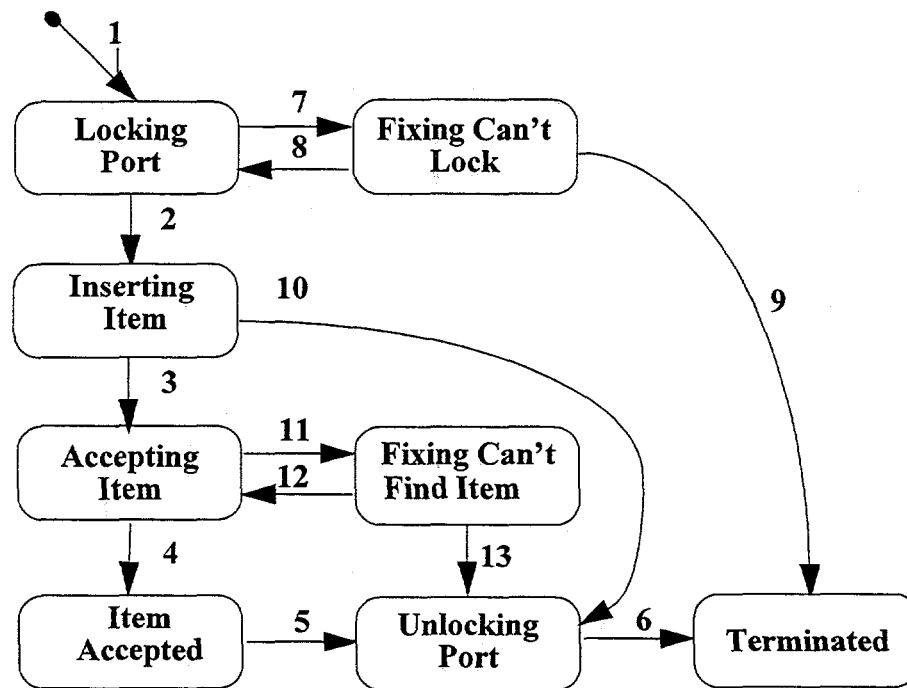 1
Locking
Port
7
8
Fixing Can't
Lock
2
Inserting
Item
10
9
3
Accepting
Item
11
12
Fixing Can't
Find Item
4
13
Item
Accepted
5
Unlocking
Port
6
Terminated